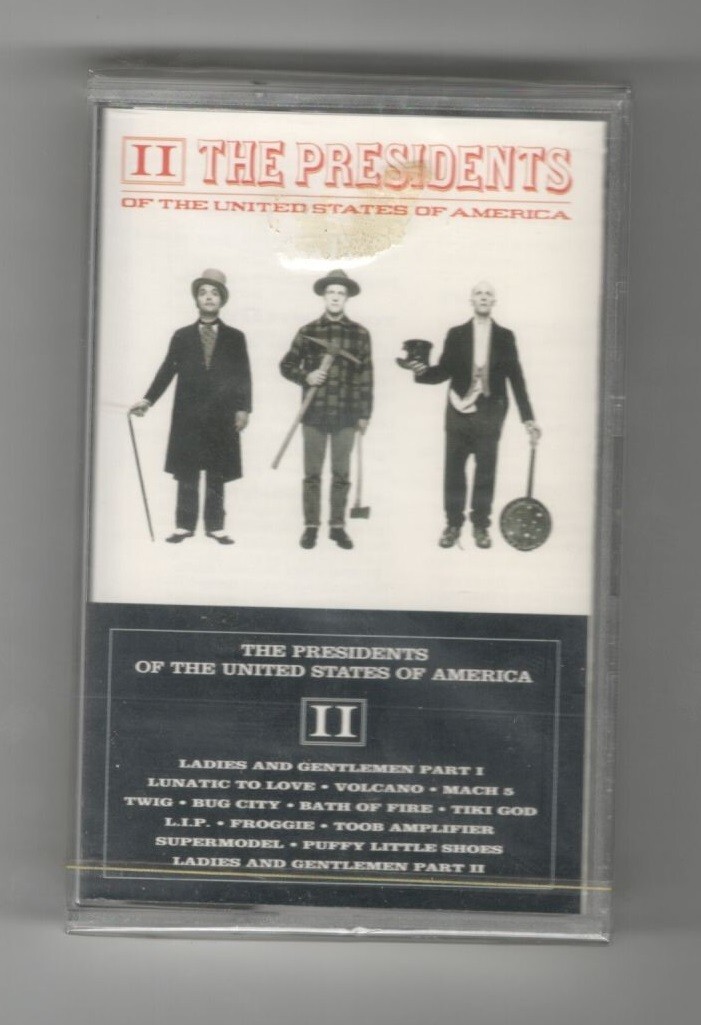 II THE PRESIDENTS
OF THE UNITED STATES OF AMERICA
THE PRESIDENTS
OF THE UNITED STATES OF AMERICA
II
LADIES AND GENTLEMEN PART I
LUNATIC TO LOVE • VOLCANO • MACH 5
TWIG • BUG CITY • BATH OF FIRE • TIKI GOD
L.I.P. • FROGGIE • TOOB AMPLIFIER
SUPERMODEL • PUFFY LITTLE SHOES
LADIES AND GENTLEMEN PART II